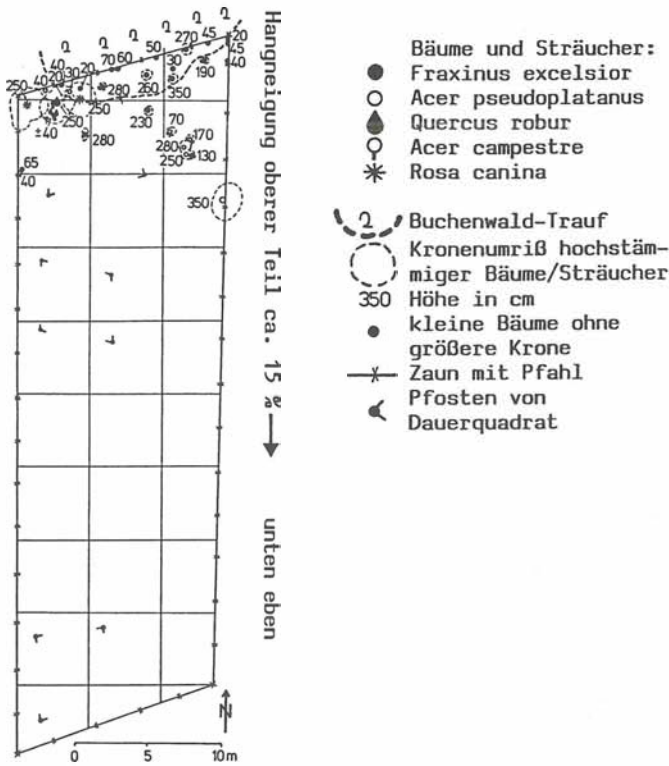 270 45 20
50 45
70 60 30 190 40
40 30 20
250 40 20 280 260 350
250 250 230 70
±40 280 170
280
250 130
65
40
350
Hangneigung oberer Teil ca. 15 %
unten eben
N
0 5 10m
Bäume und Sträucher:
Fraxinus excelsior
Acer pseudoplatanus
Quercus robur
Acer campestre
Rosa canina
Buchenwald-Trauf
Kronenumriß hochstäm-
miger Bäume/Sträucher
350 Höhe in cm
kleine Bäume ohne
größere Krone
Zaun mit Pfahl
Pfosten von
Dauerquadrat